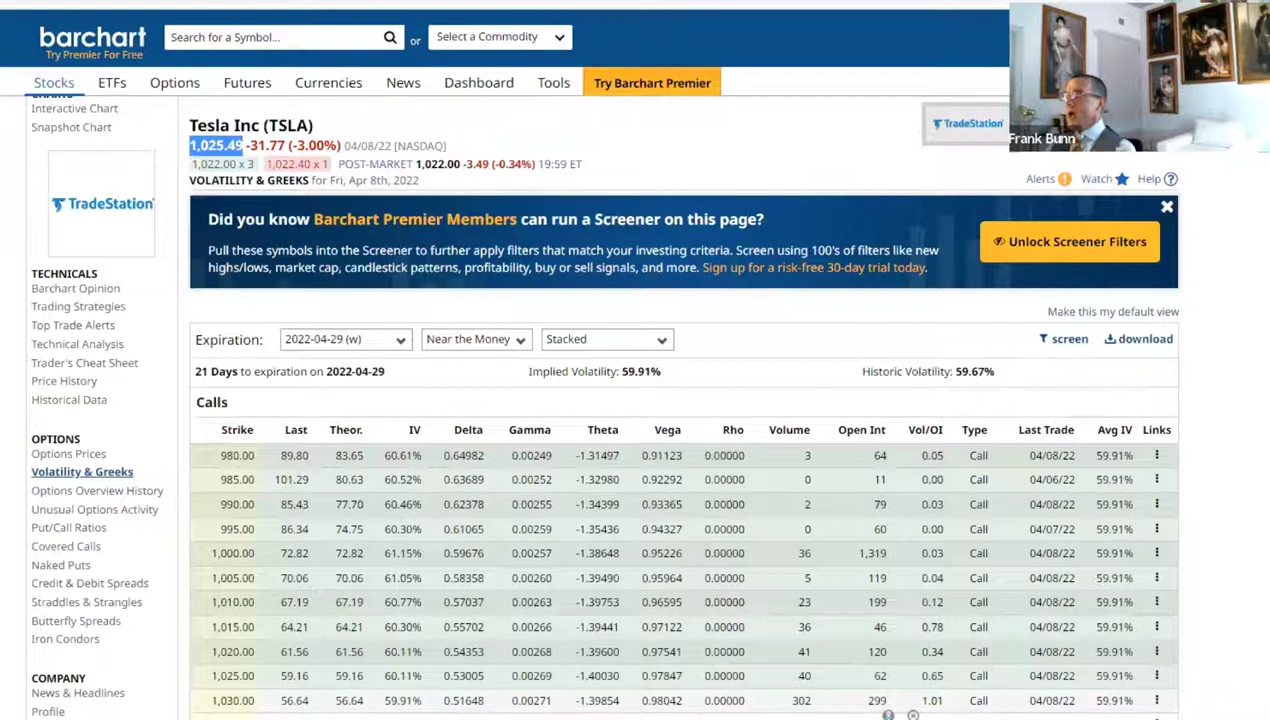 barchart
Try Premier For Free
Search for a Symbol...
or
Select a Commodity
Stocks ETFs Options Futures Currencies News Dashboard Tools Try Barchart Premier
Interactive Chart
Snapshot Chart
TradeStation
TECHNICALS
Barchart Opinion
Trading Strategies
Top Trade Alerts
Technical Analysis
Trader's Cheat Sheet
Price History
Historical Data
OPTIONS
Options Prices
Volatility & Greeks
Options Overview History
Unusual Options Activity
Put/Call Ratios
Covered Calls
Naked Puts
Credit & Debit Spreads
Straddles & Strangles
Butterfly Spreads
Iron Condors
COMPANY
News & Headlines
Profile
Tesla Inc (TSLA)
1,025.49 -31.77 (-3.00%) 04/08/22 [NASDAQ]
1,022.00 x 3 1,022.40 x 1 POST-MARKET 1,022.00 -3.49 (-0.34%) 19:59 ET
VOLATILITY & GREEKS for Fri, Apr 8th, 2022
TradeStation
Frank Bunn
Alerts Watch Help
Did you know Barchart Premier Members can run a Screener on this page?
Pull these symbols into the Screener to further apply filters that match your investing criteria. Screen using 100's of filters like new
highs/lows, market cap, candlestick patterns, profitability, buy or sell signals, and more. Sign up for a risk-free 30-day trial today.
Unlock Screener Filters
Make this my default view
Expiration: 2022-04-29 (w) Near the Money Stacked screen download
21 Days to expiration on 2022-04-29 Implied Volatility: 59.91% Historic Volatility: 59.67%
Calls
Strike Last Theor. IV Delta Gamma Theta Vega Rho Volume Open Int Vol/OI Type Last Trade Avg IV Links
980.00 89.80 83.65 60.61% 0.64982 0.00249 -1.31497 0.91123 0.00000 3 64 0.05 Call 04/08/22 59.91%
985.00 101.29 80.63 60.52% 0.63689 0.00252 -1.32980 0.92292 0.00000 0 11 0.00 Call 04/06/22 59.91%
990.00 85.43 77.70 60.46% 0.62378 0.00255 -1.34399 0.93365 0.00000 2 79 0.03 Call 04/08/22 59.91%
995.00 86.34 74.75 60.30% 0.61065 0.00259 -1.35436 0.94327 0.00000 0 60 0.00 Call 04/07/22 59.91%
1,000.00 72.82 72.82 61.15% 0.59676 0.00257 -1.38648 0.95226 0.00000 36 1,319 0.03 Call 04/08/22 59.91%
1,005.00 70.06 70.06 61.05% 0.58358 0.00260 -1.39490 0.95964 0.00000 5 119 0.04 Call 04/08/22 59.91%
1,010.00 67.19 67.19 60.77% 0.57037 0.00263 -1.39753 0.96595 0.00000 23 199 0.12 Call 04/08/22 59.91%
1,015.00 64.21 64.21 60.30% 0.55702 0.00266 -1.39441 0.97122 0.00000 36 46 0.78 Call 04/08/22 59.91%
1,020.00 61.56 61.56 60.11% 0.54353 0.00268 -1.39600 0.97541 0.00000 41 120 0.34 Call 04/08/22 59.91%
1,025.00 59.16 59.16 60.11% 0.53005 0.00269 -1.40030 0.97847 0.00000 40 62 0.65 Call 04/08/22 59.91%
1,030.00 56.64 56.64 59.91% 0.51648 0.00271 -1.39854 0.98042 0.00000 302 299 1.01 Call 04/08/22 59.91%